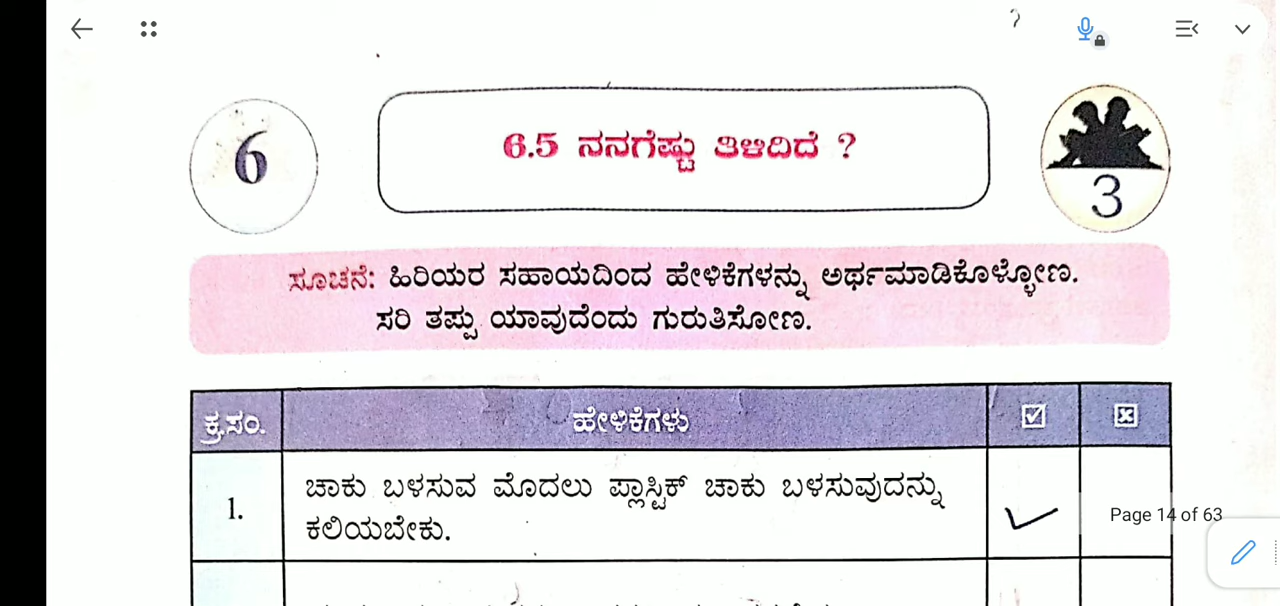 6
6.5 ನನಗೆಷ್ಟು ತಿಳಿದಿದೆ ?
3
ಸೂಚನೆ: ಹಿರಿಯರ ಸಹಾಯದಿಂದ ಹೇಳಿಕೆಗಳನ್ನು ಅರ್ಥಮಾಡಿಕೊಳ್ಳೋಣ.
ಸರಿ ತಪ್ಪು ಯಾವುದೆಂದು ಗುರುತಿಸೋಣ.
ಕ್ರ.ಸಂ. ಹೇಳಿಕೆಗಳು
1. ಚಾಕು ಬಳಸುವ ಮೊದಲು ಪ್ಲಾಸ್ಟಿಕ್ ಚಾಕು ಬಳಸುವುದನ್ನು
ಕಲಿಯಬೇಕು.
Page 14 of 63